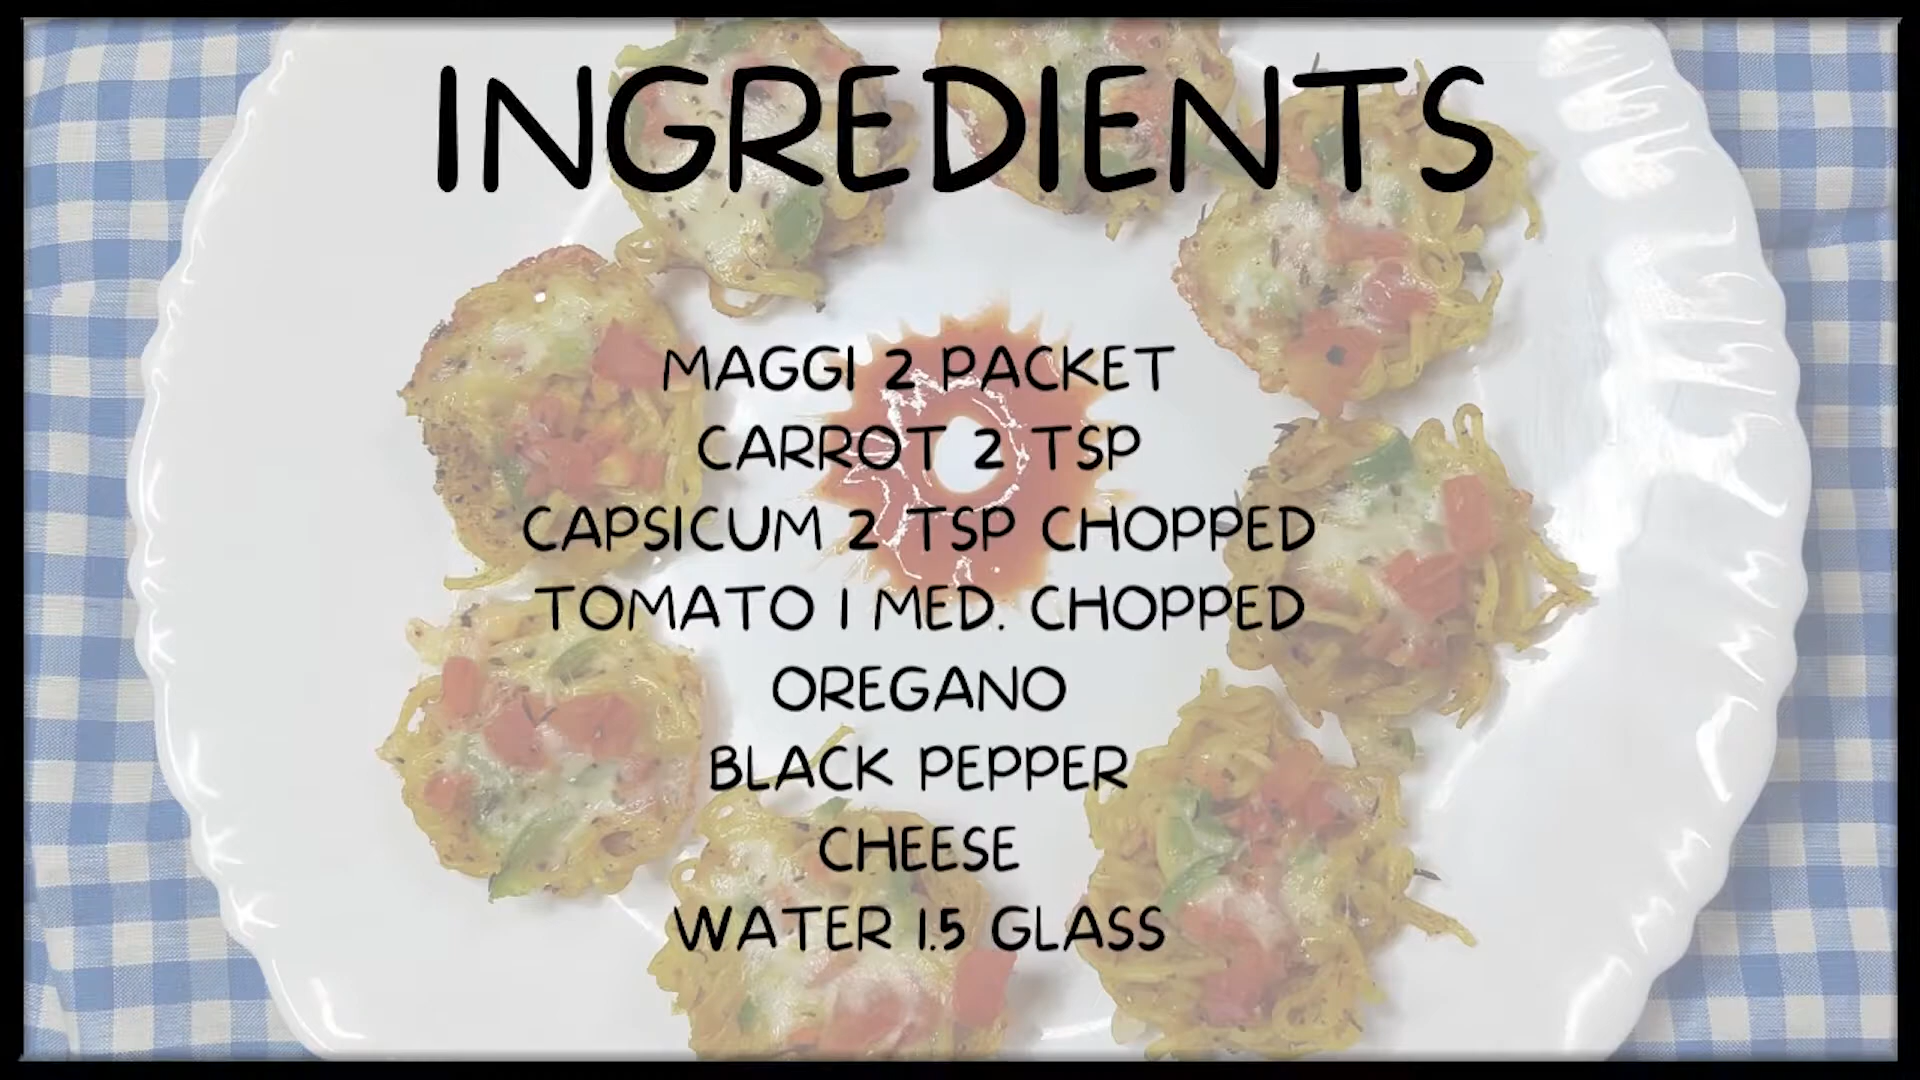 INGREDIENTS
MAGGI 2 PACKET
CARROT 2 TSP
CAPSICUM 2 TSP CHOPPED
TOMATO 1 MED. CHOPPED
OREGANO
BLACK PEPPER
CHEESE
WATER 1.5 GLASS